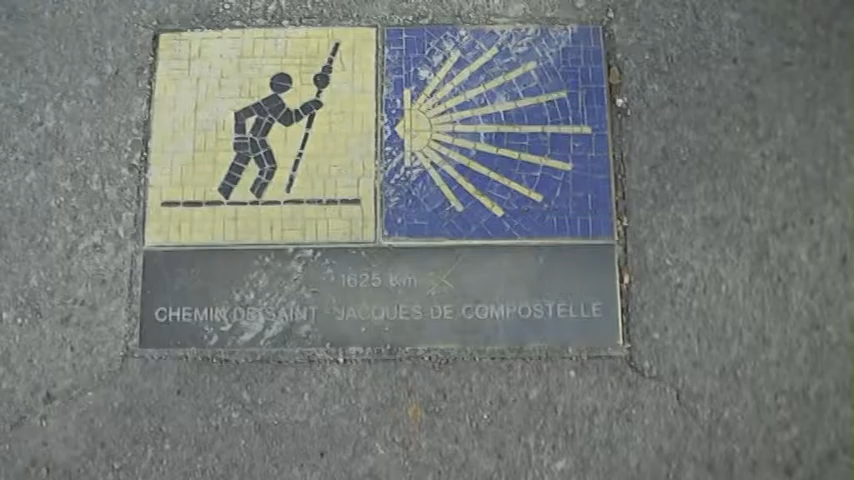 1625 Km
CHEMIN DE SAINT - JACQUES DE COMPOSTELLE